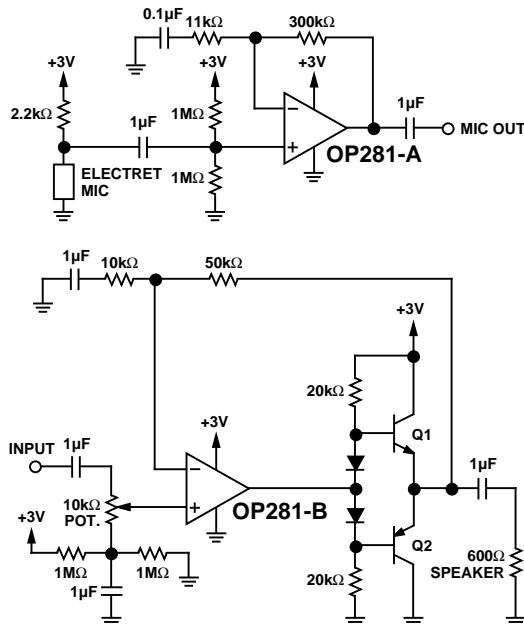 0.1µF
11kΩ
300kΩ
+3V
+3V
+3V
2.2kΩ
1µF
1MΩ
1µF
MIC OUT
OP281-A
ELECTRET
MIC
1MΩ
1µF
10kΩ
50kΩ
+3V
20kΩ
+3V
Q1
INPUT
1µF
1µF
10kΩ
POT.
OP281-B
+3V
Q2
1MΩ
1MΩ
600Ω
SPEAKER
20kΩ
1µF